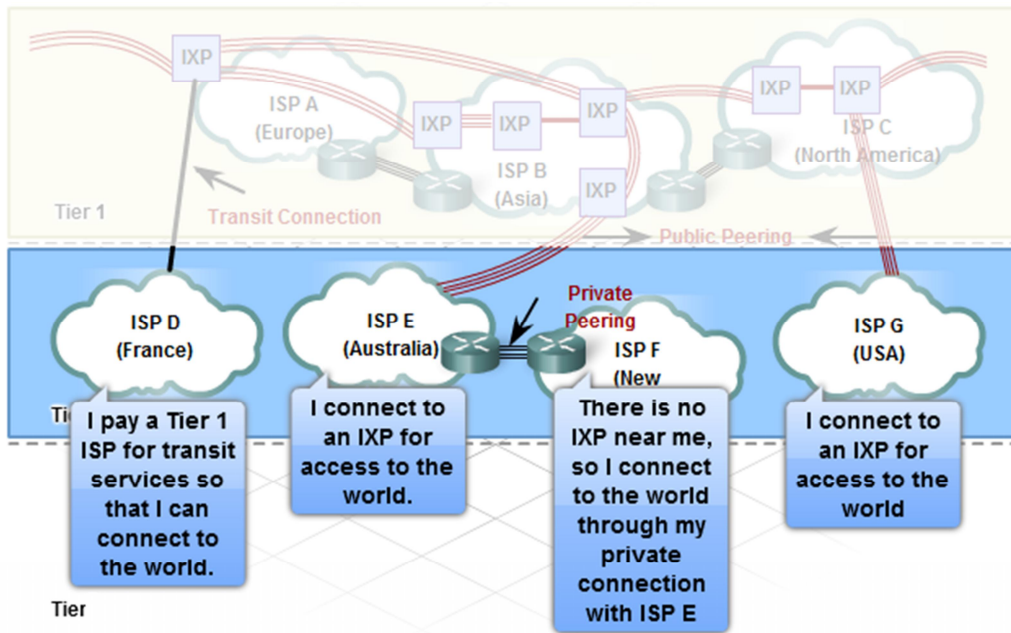 IXP
IXP
IXP
ISP A
(Europe)
IXP
IXP
IXP
ISP C
(North America)
ISP B
(Asia)
IXP
Tier 1
Transit Connection
Public Peering
Private
Peering
ISP D
(France)
ISP E
(Australia)
ISP F
(New
ISP G
(USA)
I pay a Tier 1
ISP for transit
services so
that I can
connect to
the world.
I connect to
an IXP for
access to the
world.
There is no
IXP near me,
so I connect
to the world
through my
private
connection
with ISP E
I connect to
an IXP for
access to the
world
Tier